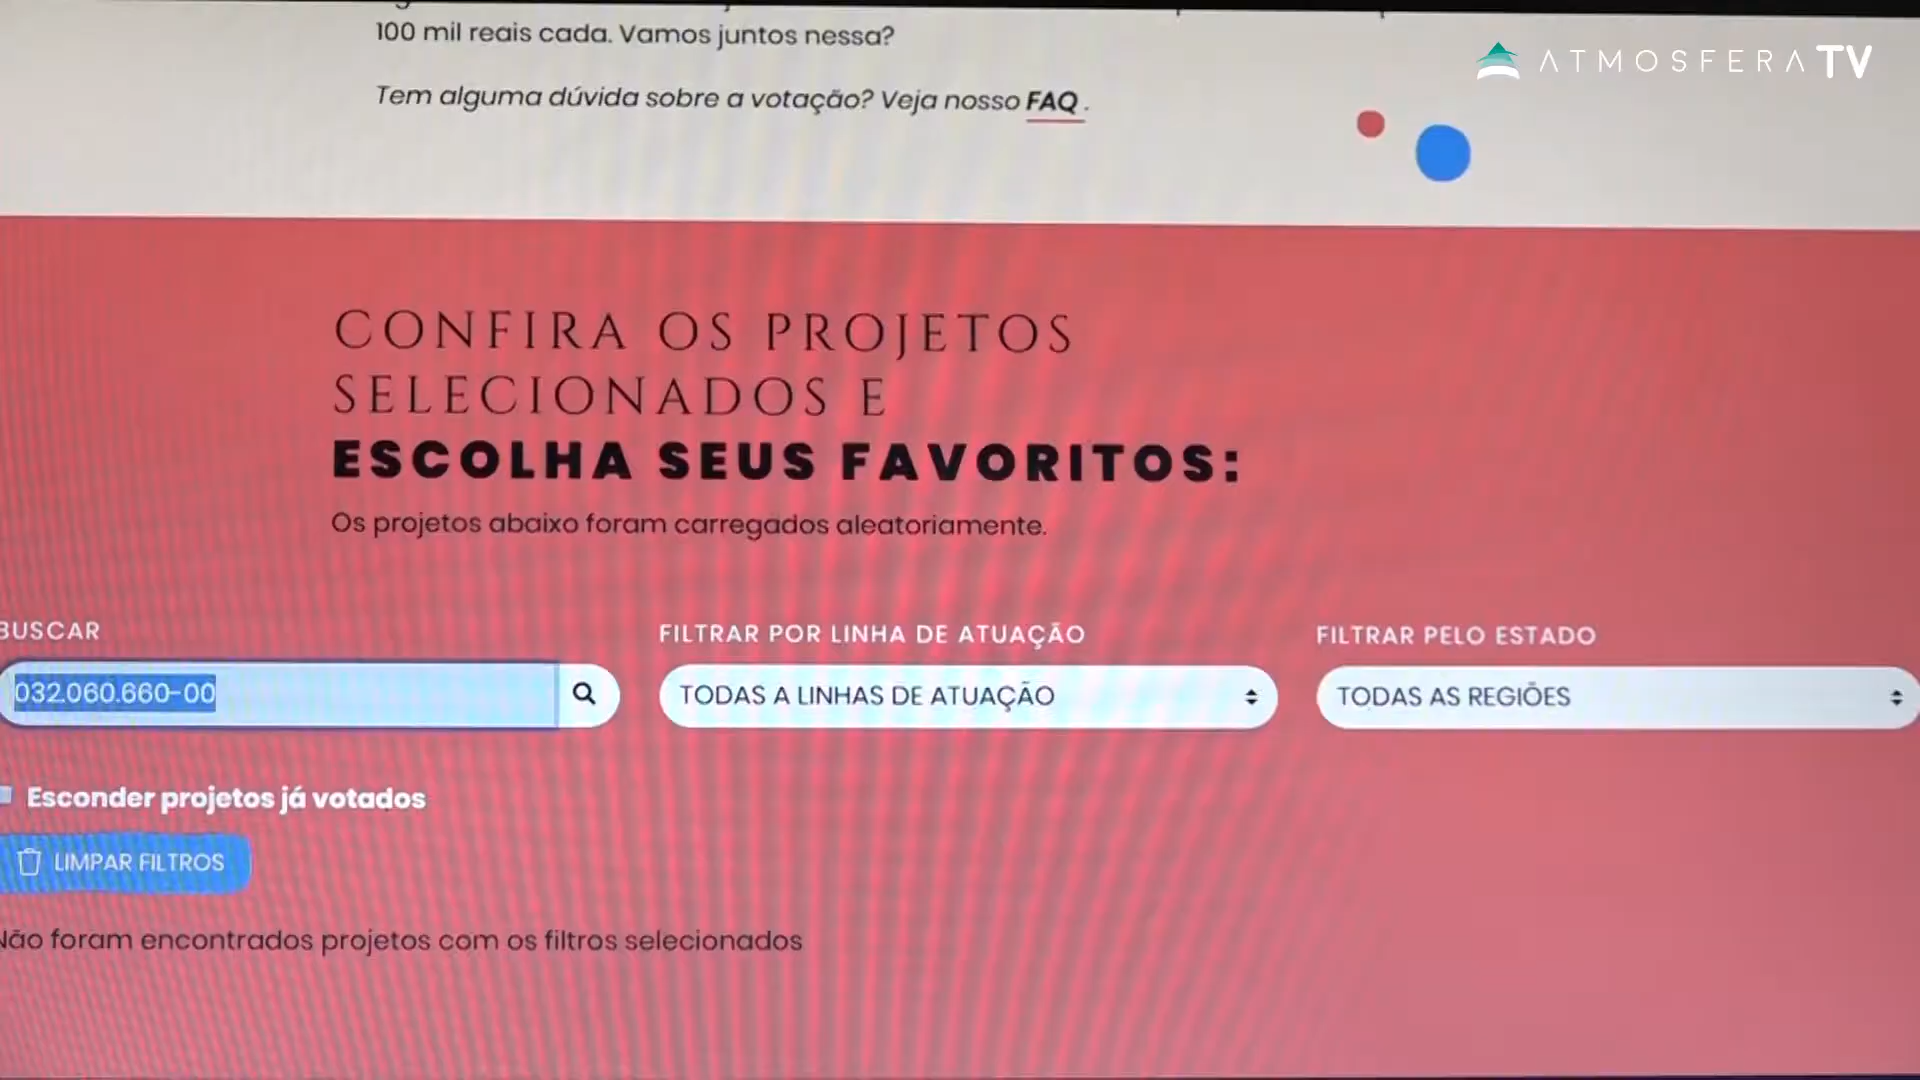 100 mil reais cada. Vamos juntos nessa?
ATMOSFERA TV
Tem alguma dúvida sobre a votação? Veja nosso FAQ .
CONFIRA OS PROJETOS
SELECIONADOS E
ESCOLHA SEUS FAVORITOS:
Os projetos abaixo foram carregados aleatoriamente.
BUSCAR
FILTRAR POR LINHA DE ATUAÇÃO
FILTRAR PELO ESTADO
032.060.660-00
TODAS A LINHAS DE ATUAÇÃO
TODAS AS REGIÕES
Esconder projetos já votados
LIMPAR FILTROS
Não foram encontrados projetos com os filtros selecionados